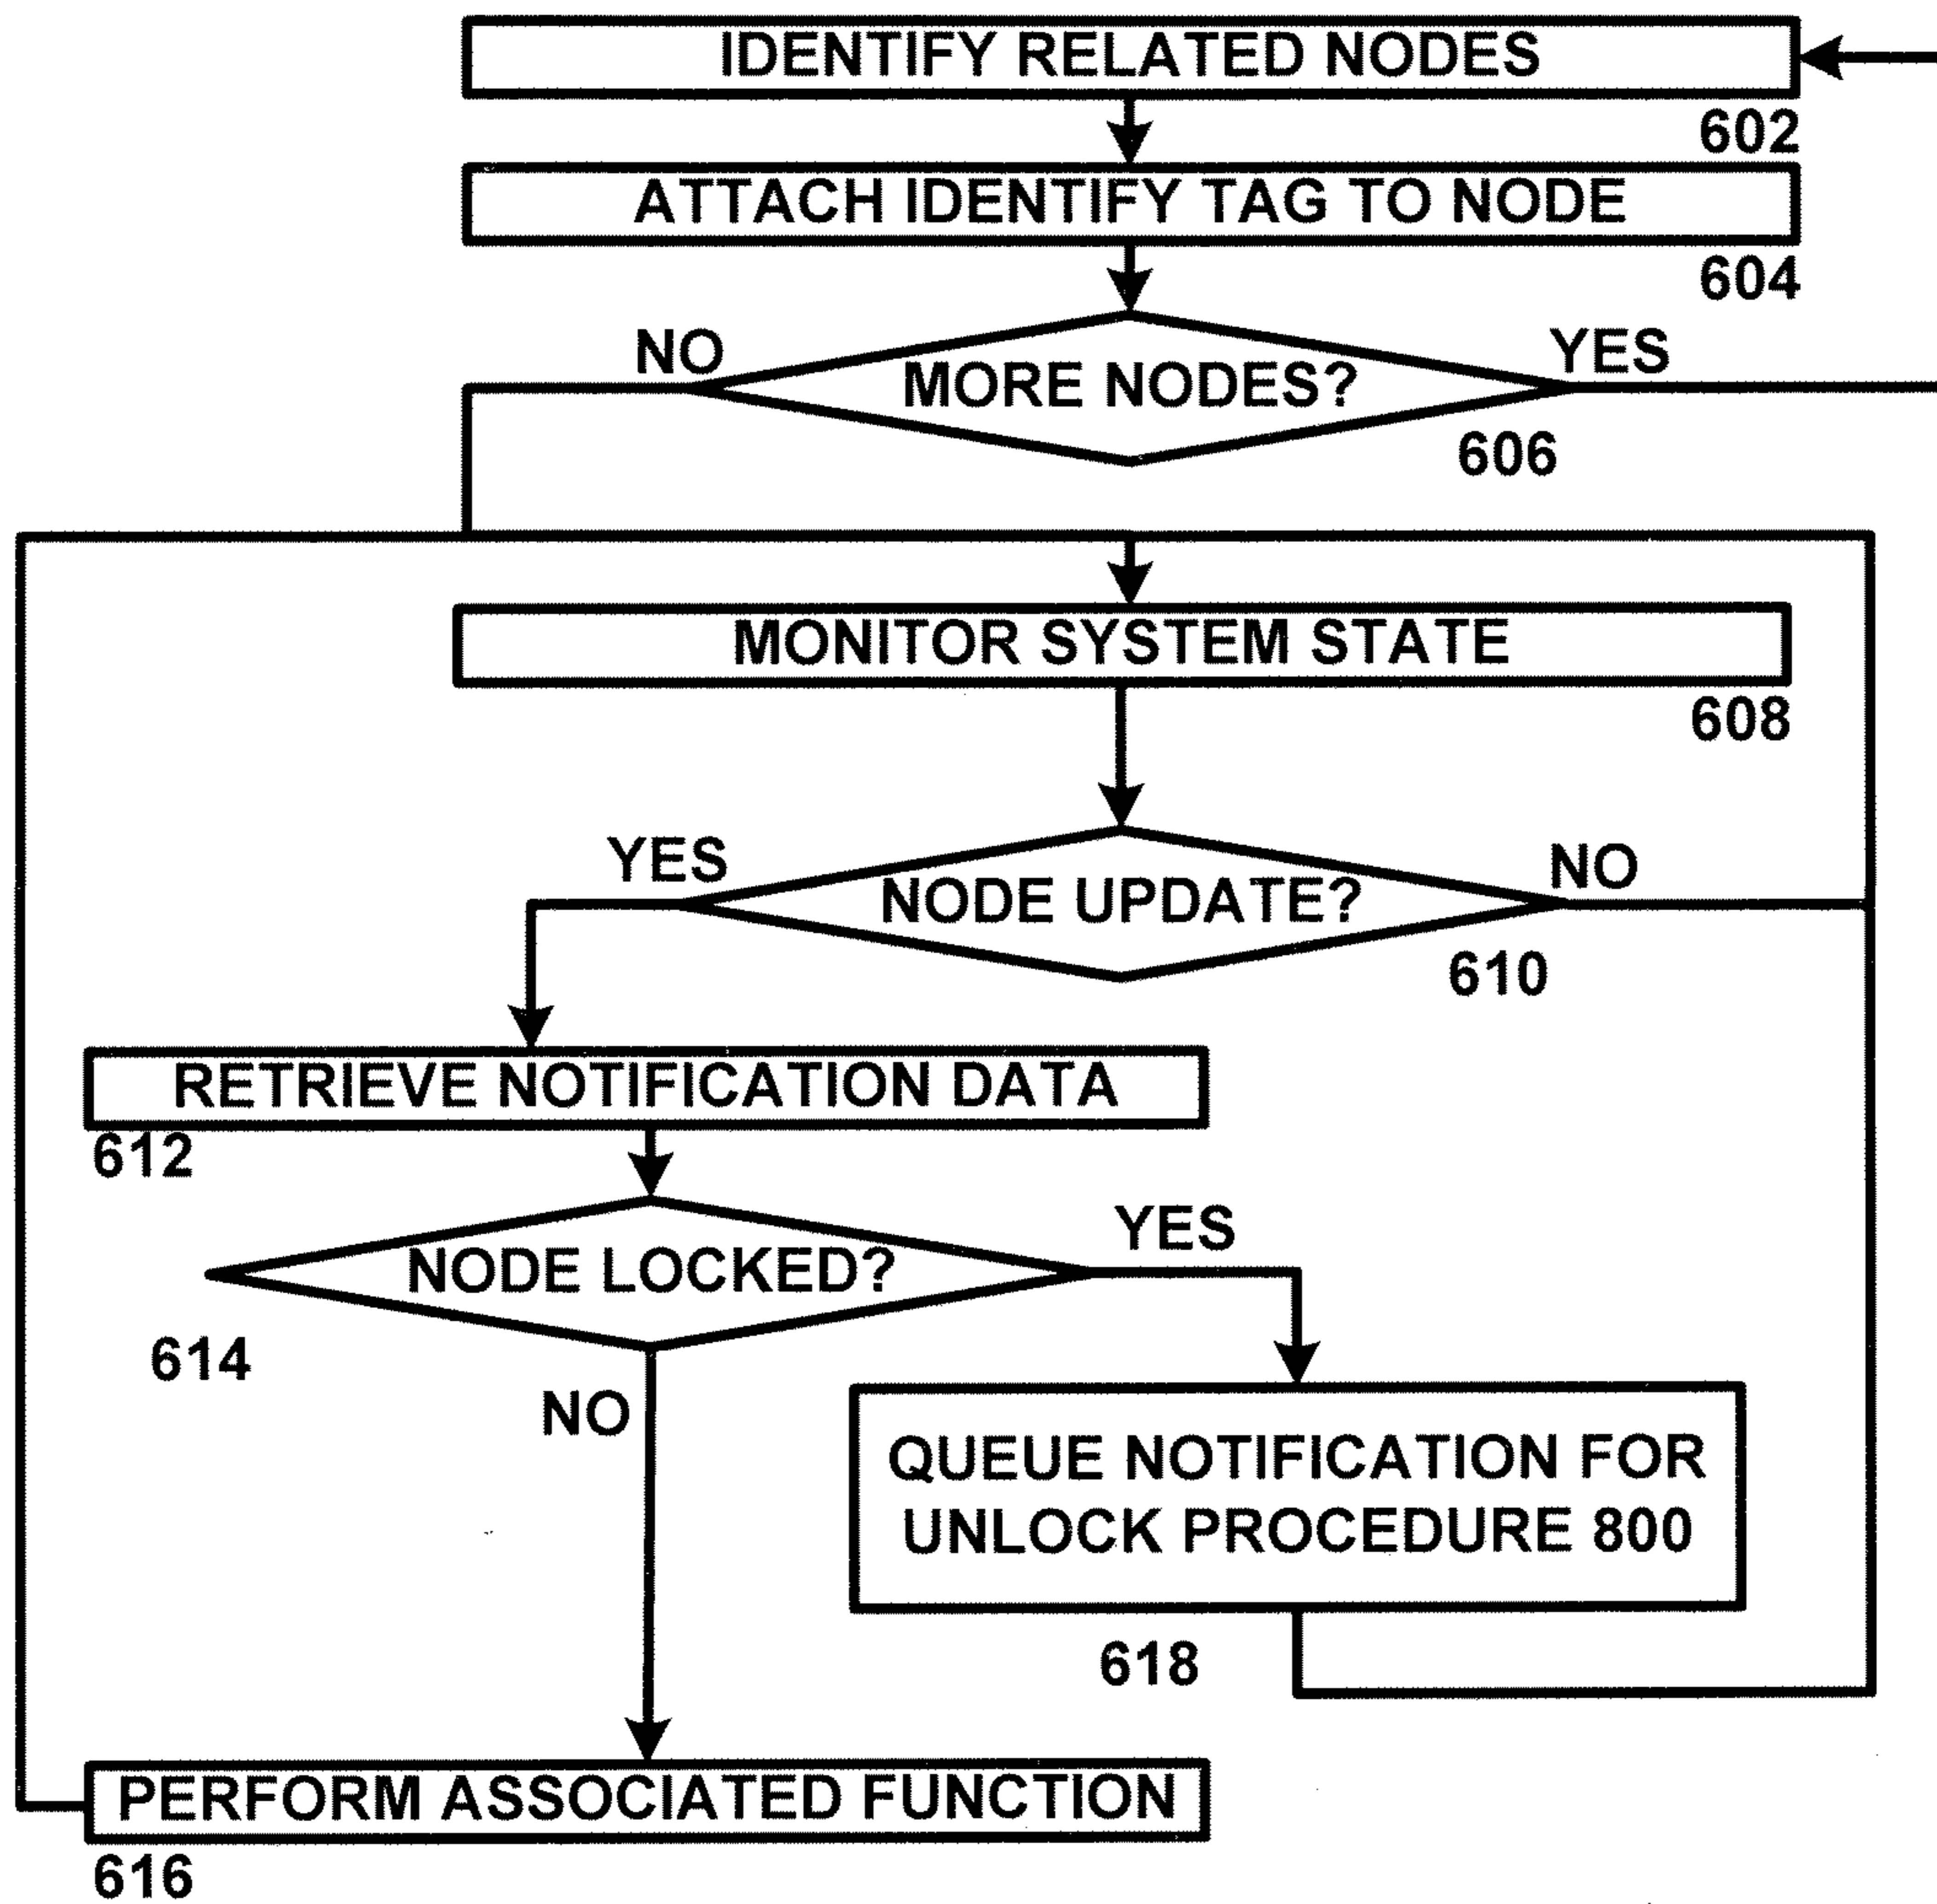 IDENTIFY RELATED NODES
602
ATTACH IDENTIFY TAG TO NODE
604
NO
YES
MORE NODES?
606
MONITOR SYSTEM STATE
608
YES
NO
NODE UPDATE?
610
RETRIEVE NOTIFICATION DATA
612
YES
NODE LOCKED?
614
NO
QUEUE NOTIFICATION FOR
UNLOCK PROCEDURE 800
618
PERFORM ASSOCIATED FUNCTION
616